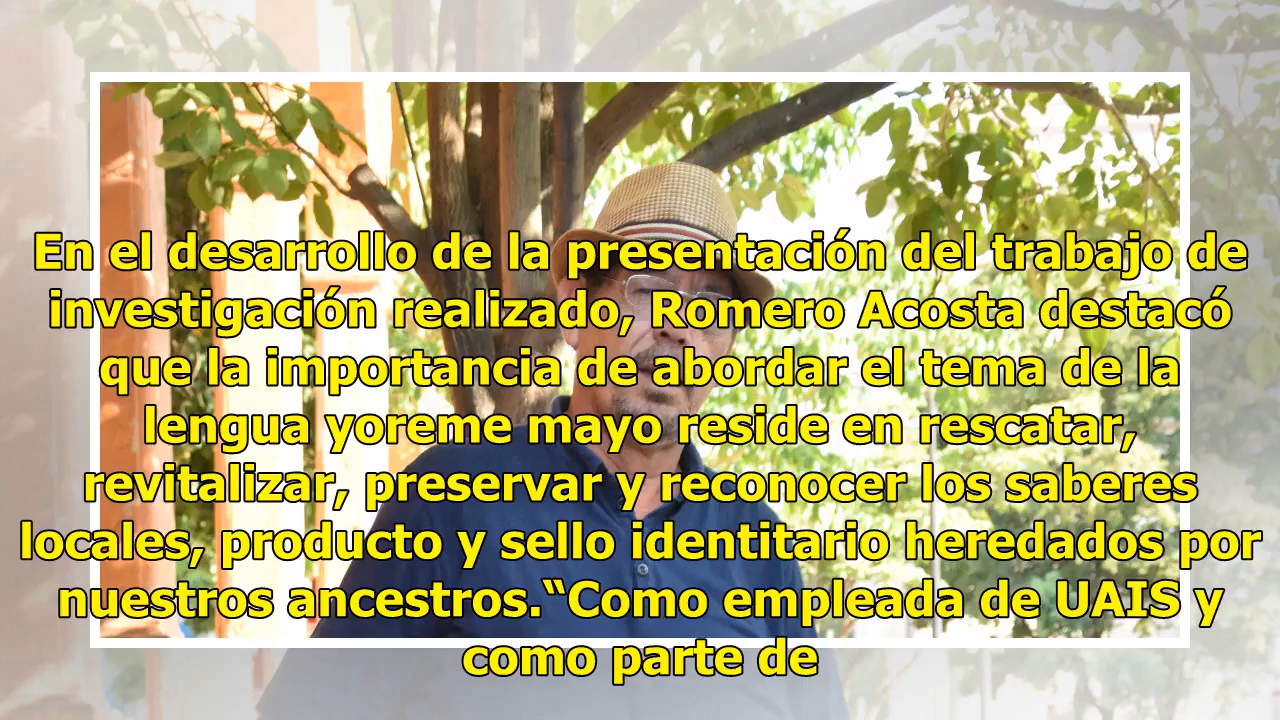 En el desarrollo de la presentación del trabajo de
investigación realizado, Romero Acosta destacó
que la importancia de abordar el tema de la
lengua yoreme mayo reside en rescatar,
revitalizar, preservar y reconocer los saberes
locales, producto y sello identitario heredados por
nuestros ancestros.“Como empleada de UAIS y
como parte de